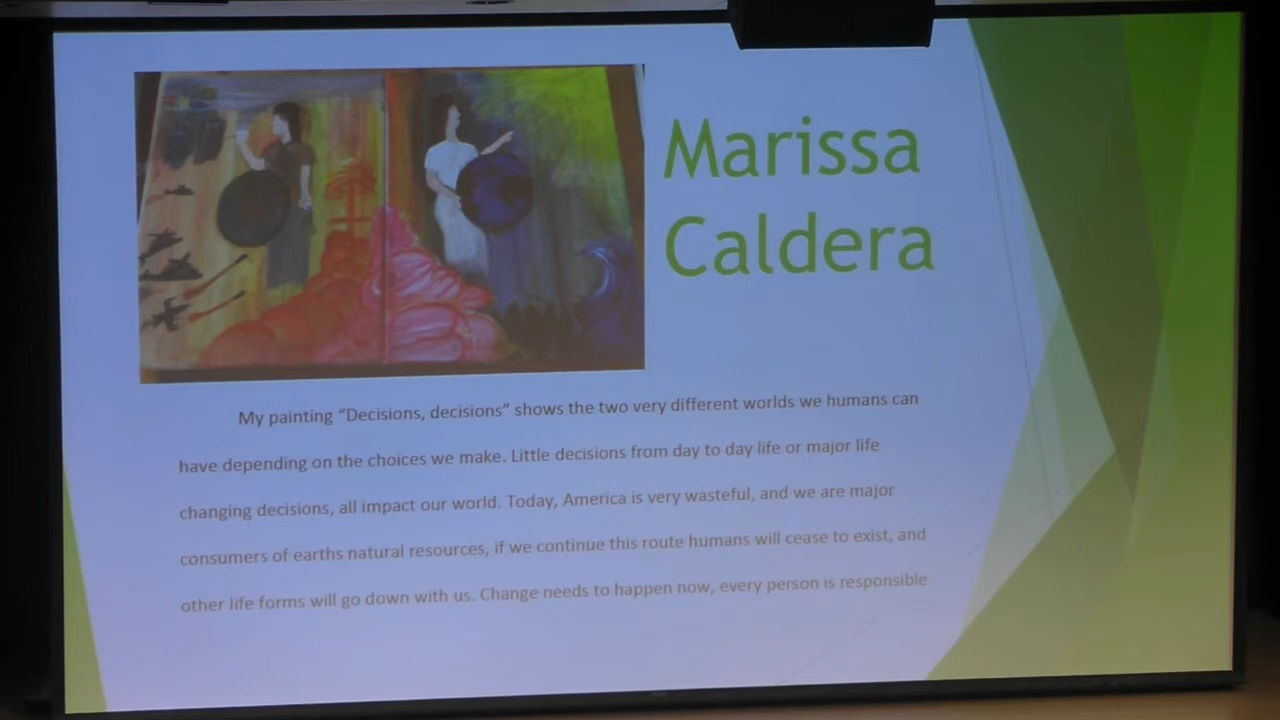 Marissa
Caldera
My painting “Decisions, decisions” shows the two very different worlds we humans can
have depending on the choices we make. Little decisions from day to day life or major life
changing decisions, all impact our world. Today, America is very wasteful, and we are major
consumers of earths natural resources, if we continue this route humans will cease to exist, and
other life forms will go down with us. Change needs to happen now, every person is responsible